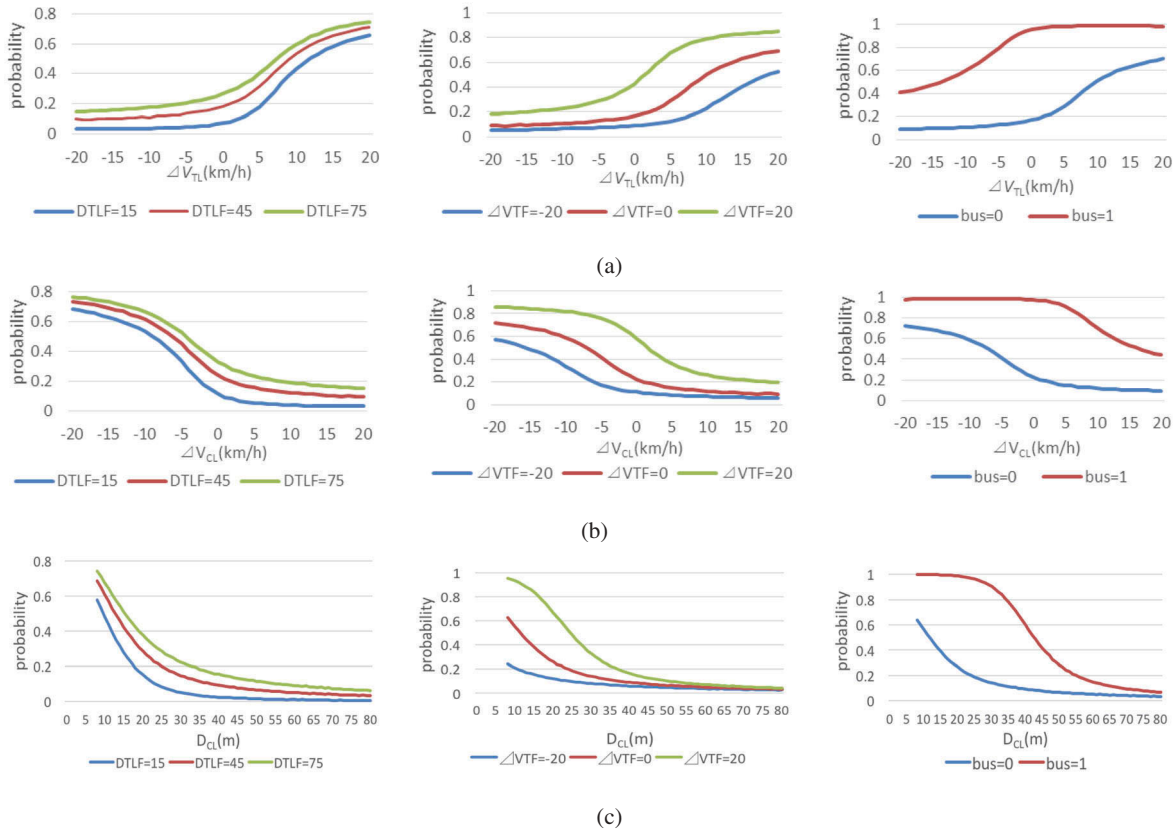 probability
0.8
0.6
0.4
0.2
0
-20 -15 -10 -5 0 5 10 15 20
⊿ V_TL(km/h)
DTLF=15 DTLF=45 DTLF=75
probability
1
0.8
0.6
0.4
0.2
0
-20 -15 -10 -5 0 5 10 15 20
⊿ V_TL(km/h)
⊿VTF=-20 ⊿VTF=0 ⊿VTF=20
probability
1
0.8
0.6
0.4
0.2
0
-20 -15 -10 -5 0 5 10 15 20
⊿ V_TL(km/h)
bus=0 bus=1
(a)
probability
0.8
0.6
0.4
0.2
0
-20 -15 -10 -5 0 5 10 15 20
⊿ V_CL(km/h)
DTLF=15 DTLF=45 DTLF=75
probability
1
0.8
0.6
0.4
0.2
0
-20 -15 -10 -5 0 5 10 15 20
⊿ V_CL(km/h)
⊿VTF=-20 ⊿VTF=0 ⊿VTF=20
probability
1
0.8
0.6
0.4
0.2
0
-20 -15 -10 -5 0 5 10 15 20
⊿ V_CL(km/h)
bus=0 bus=1
(b)
probability
0.8
0.6
0.4
0.2
0
0 5 10 15 20 25 30 35 40 45 50 55 60 65 70 75 80
D_CL(m)
DTLF=15 DTLF=45 DTLF=75
probability
1
0.8
0.6
0.4
0.2
0
0 5 10 15 20 25 30 35 40 45 50 55 60 65 70 75 80
D_CL(m)
⊿VTF=-20 ⊿VTF=0 ⊿VTF=20
probability
1
0.8
0.6
0.4
0.2
0
0 5 10 15 20 25 30 35 40 45 50 55 60 65 70 75 80
D_CL(m)
bus=0 bus=1
(c)